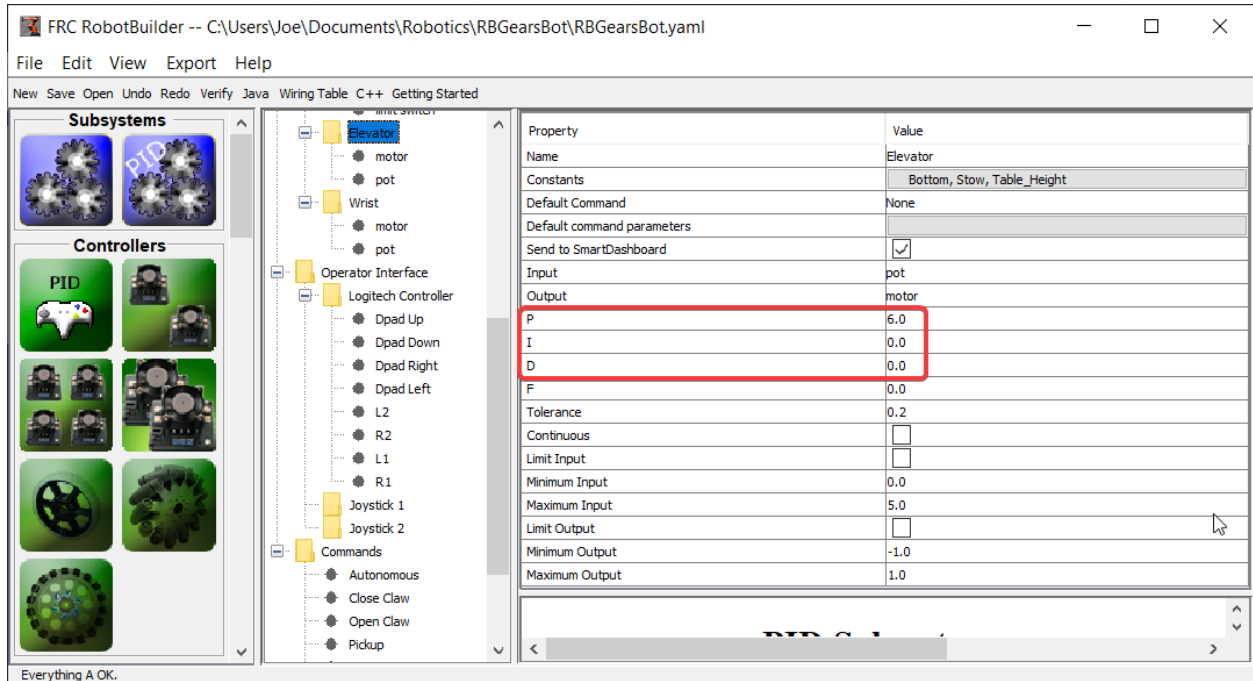 FRC RobotBuilder -- C:\Users\Joe\Documents\Robotics\RBGearsBot\RBGearsBot.yaml
File Edit View Export Help
New Save Open Undo Redo Verify Java Wiring Table C++ Getting Started
Subsystems
PID
Controllers
PID
limit switch
Elevator
motor
pot
Wrist
motor
pot
Operator Interface
Logitech Controller
Dpad Up
Dpad Down
Dpad Right
Dpad Left
L2
R2
L1
R1
Joystick 1
Joystick 2
Commands
Autonomous
Close Claw
Open Claw
Pickup
Property Value
Name Elevator
Constants Bottom, Stow, Table_Height
Default Command None
Default command parameters
Send to SmartDashboard
Input pot
Output motor
P 6.0
I 0.0
D 0.0
F 0.0
Tolerance 0.2
Continuous
Limit Input
Minimum Input 0.0
Maximum Input 5.0
Limit Output
Minimum Output -1.0
Maximum Output 1.0
Everything A OK.